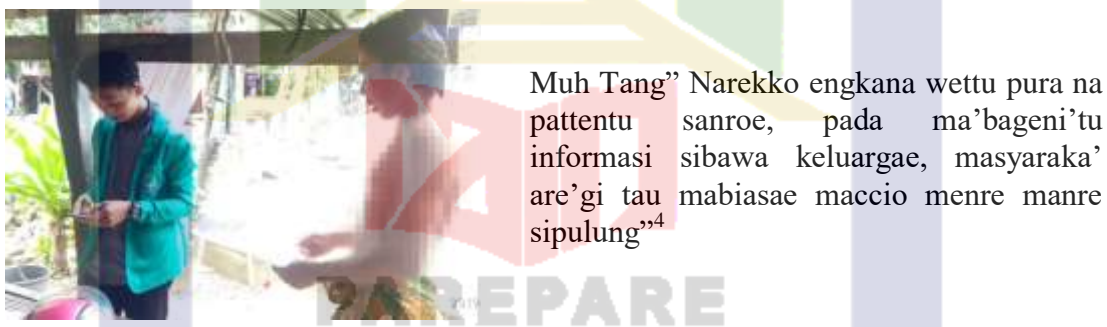 Muh Tang” Narekko engkana wettu pura na
pattentu sanroe, pada ma’bageni’tu
informasi sibawa keluargae, masyaraka’
are’gi tau mabiasae maccio menre manre
sipulung”4
PAREPARE